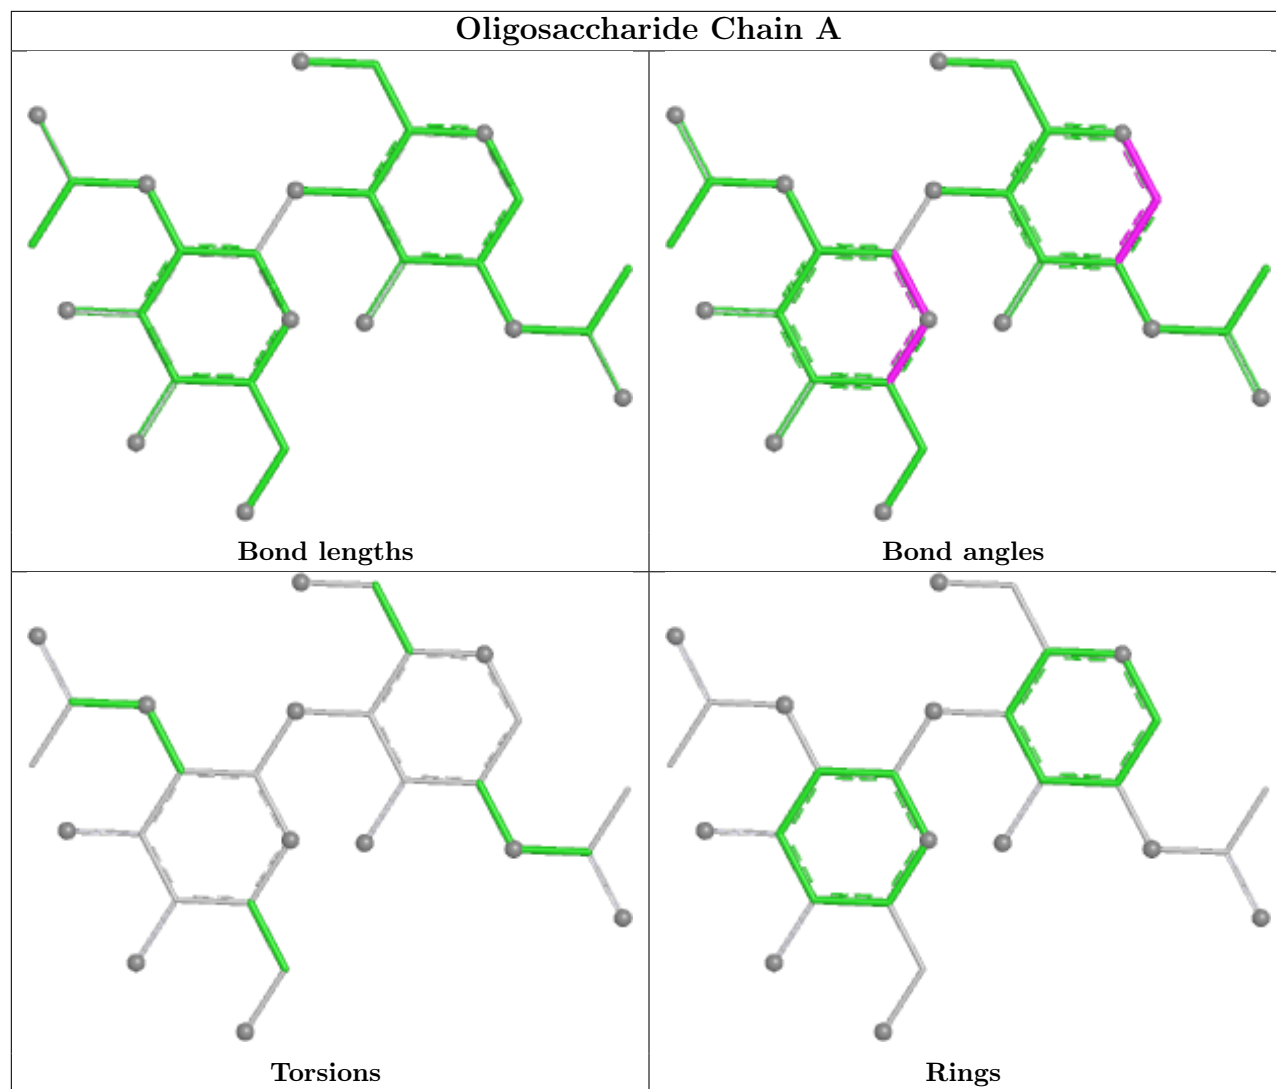 Oligosaccharide Chain A
Bond lengths
Bond angles
Torsions
Rings